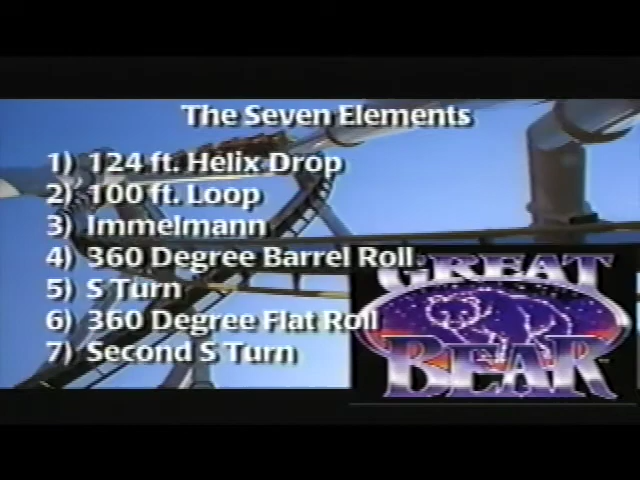 The Seven Elements
1) 124 ft. Helix Drop
2) 100 ft. Loop
3) Immelmann
4) 360 Degree Barrel Roll
5) S Turn
6) 360 Degree Flat Roll
7) Second S Turn
GREAT
BEAR